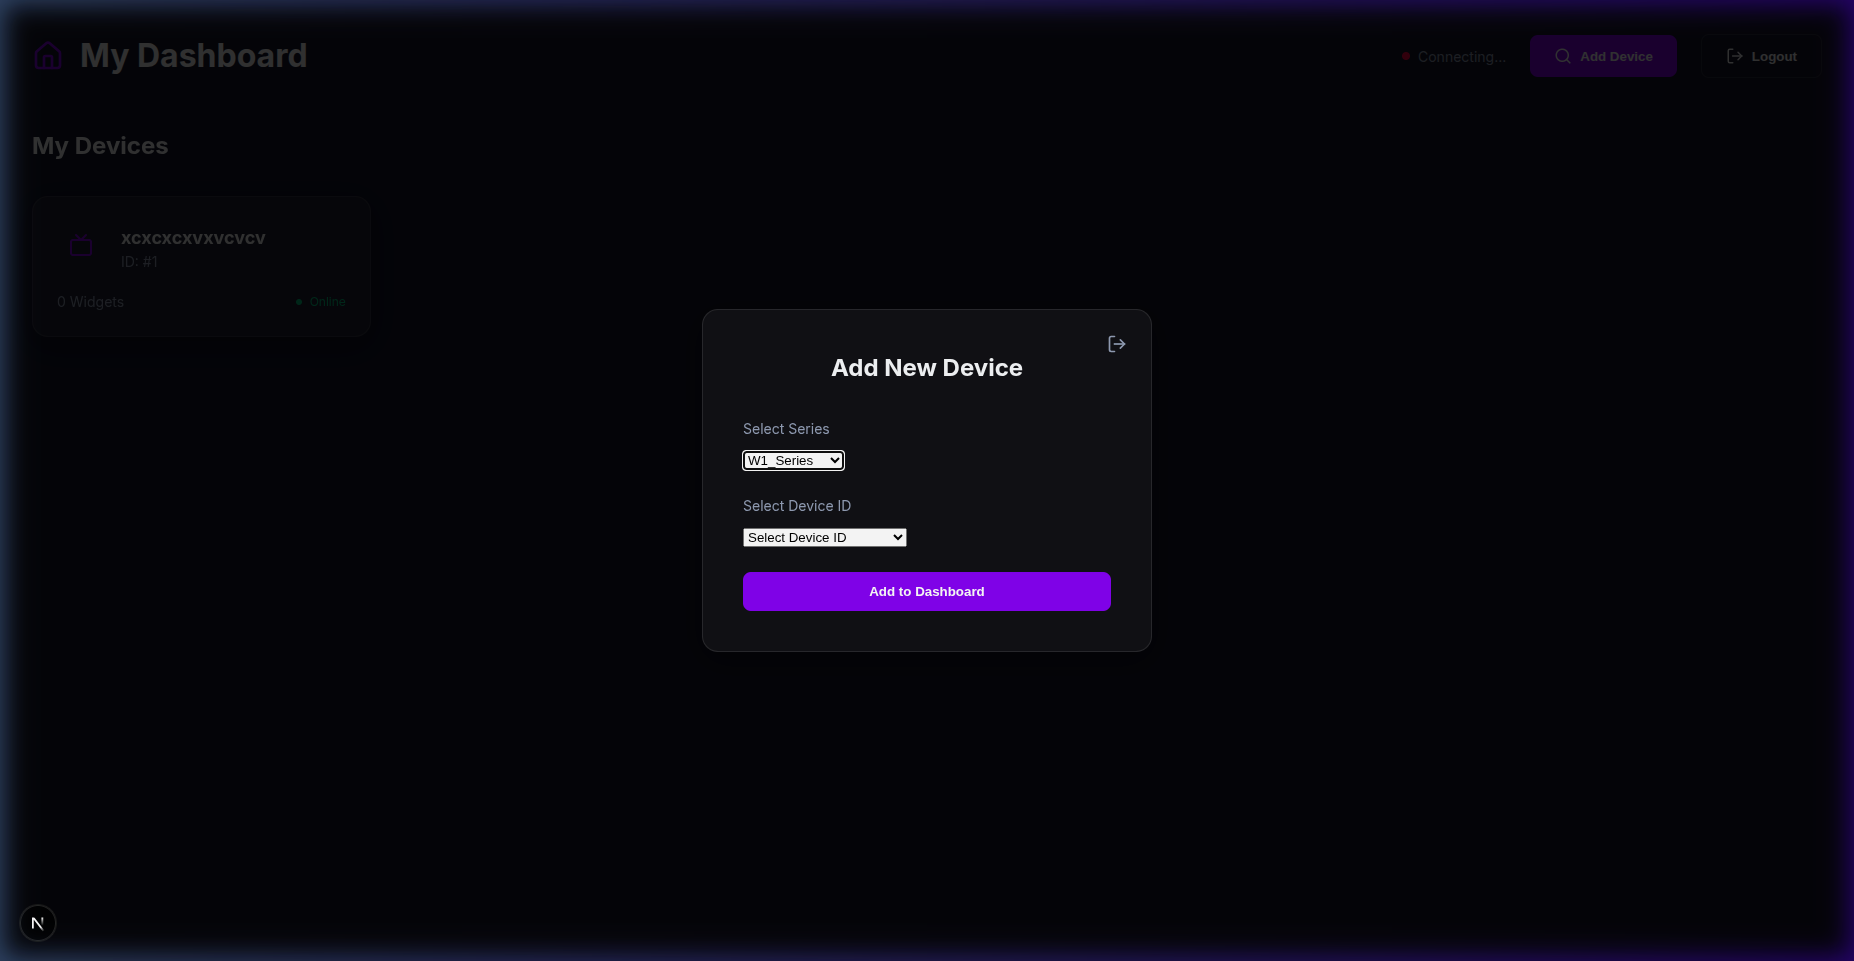 My Dashboard
Connecting...
Add Device
Logout
My Devices
xcxcxcxvxvcvcv
ID: #1
0 Widgets
Online
Add New Device
Select Series
W1_Series
Select Device ID
Select Device ID
Add to Dashboard
N